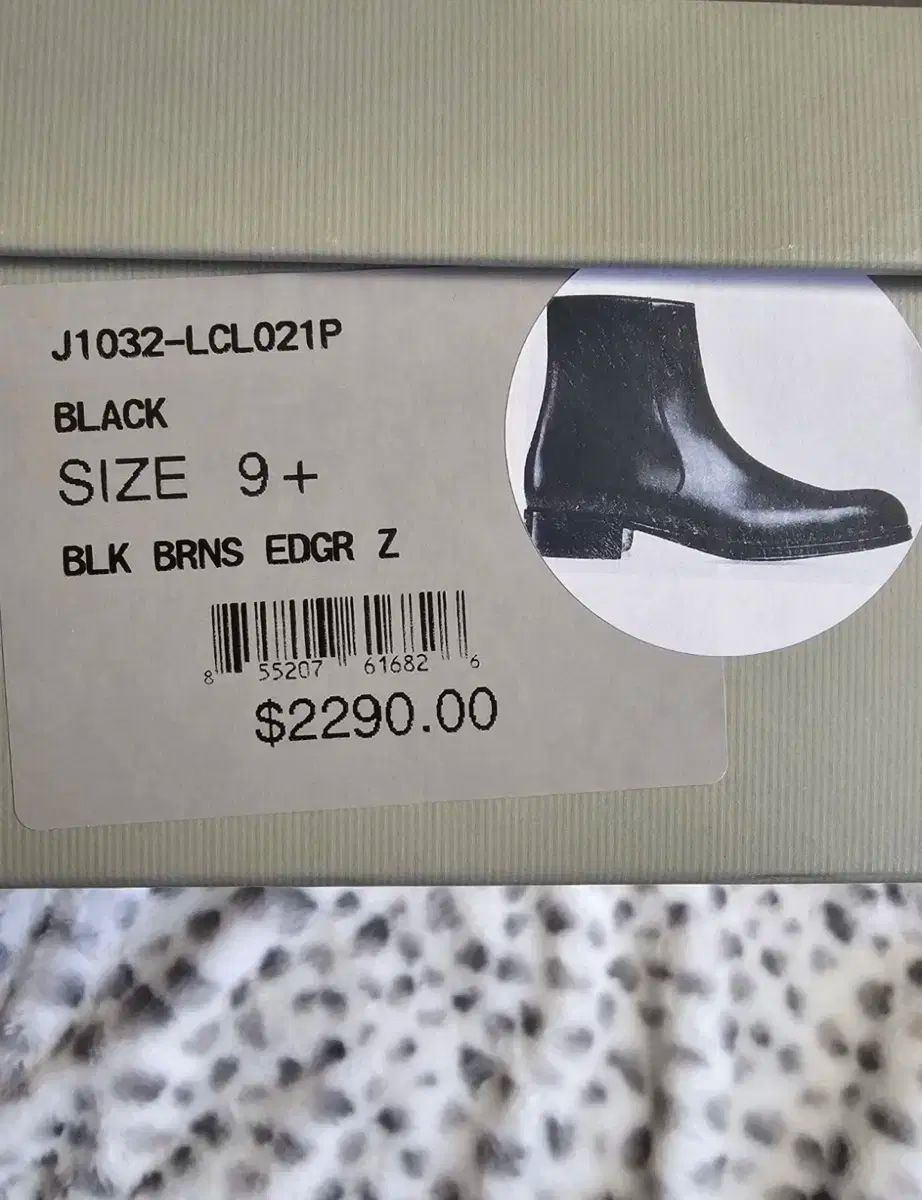 J1032-LCL021P
BLACK
SIZE 9+
BLK BRNS EDGR Z
8 55207 61682 6
$2290.00